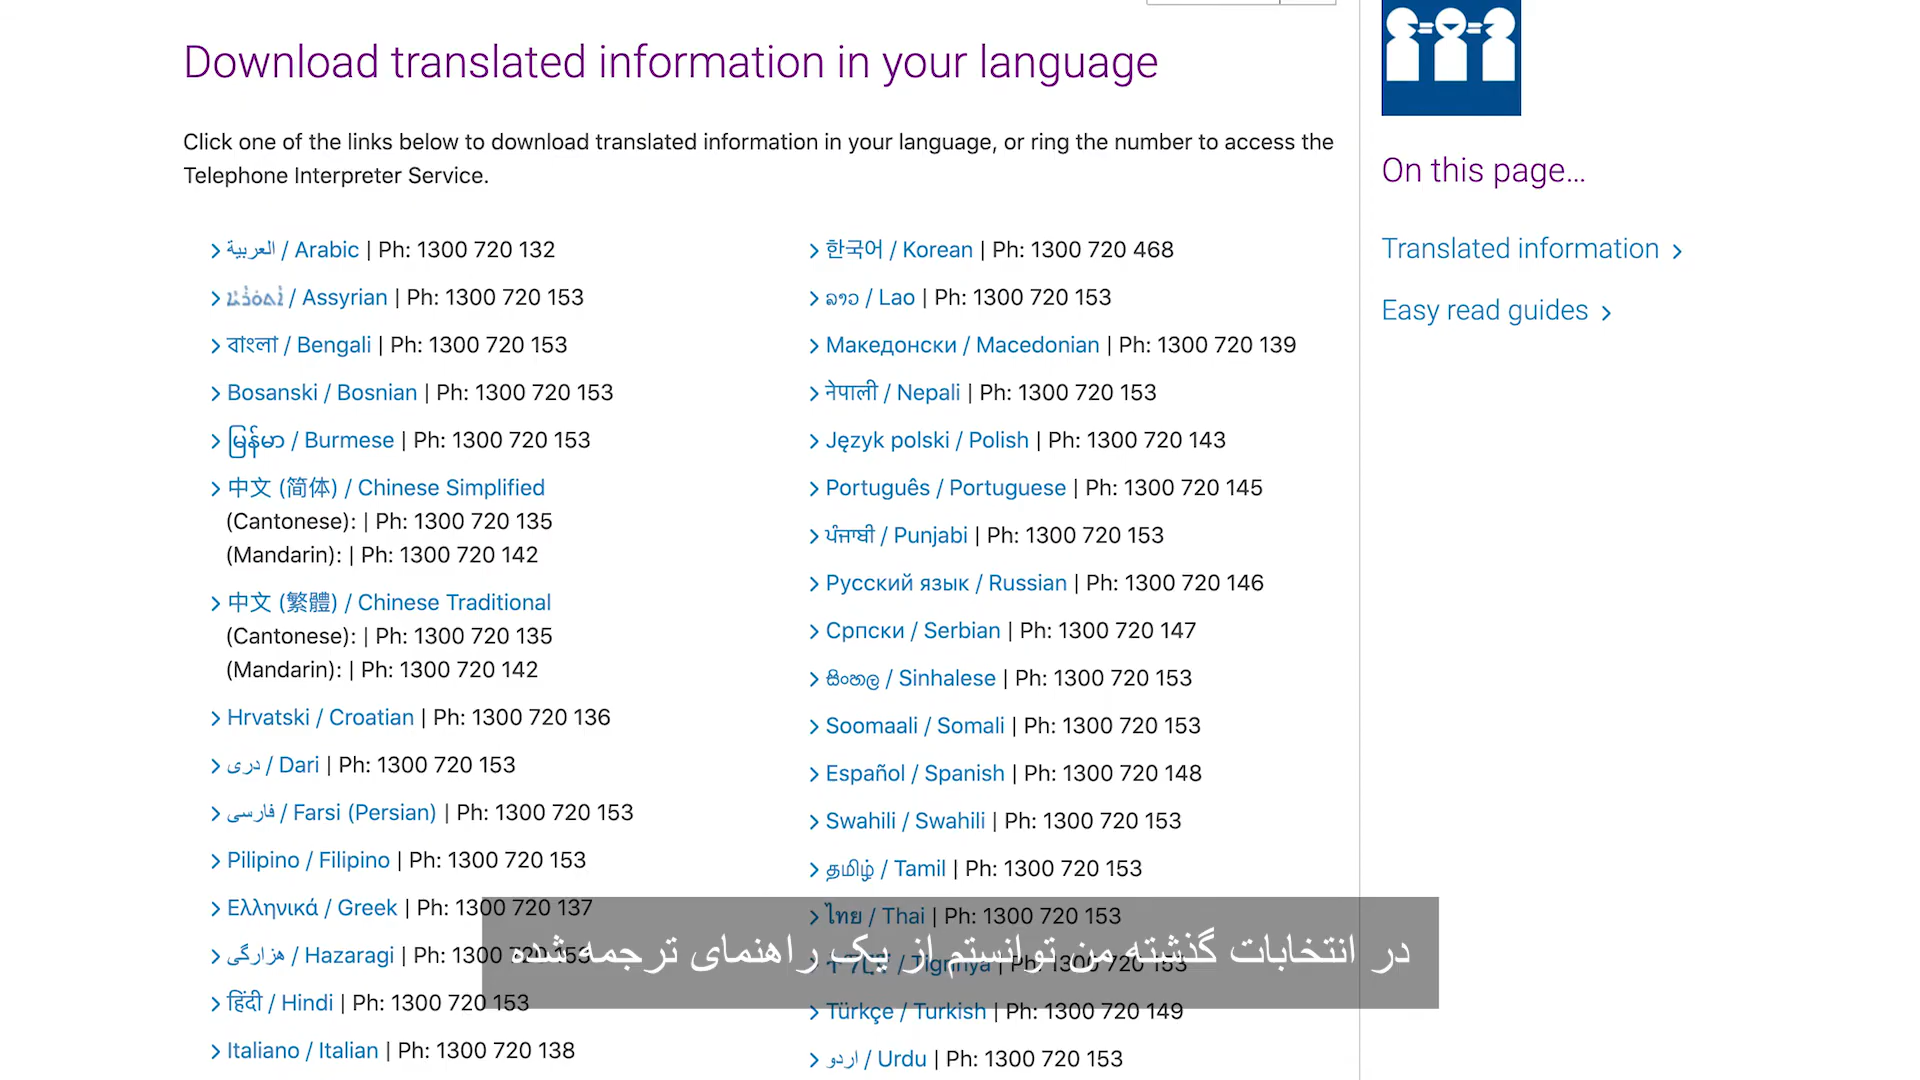 Download translated information in your language
Click one of the links below to download translated information in your language, or ring the number to access the
Telephone Interpreter Service.
العربية / Arabic | Ph: 1300 720 132
/ Assyrian | Ph: 1300 720 153
বাংলা / Bengali | Ph: 1300 720 153
Bosanski / Bosnian | Ph: 1300 720 153
မြန်မာ / Burmese | Ph: 1300 720 153
中文 (简体) / Chinese Simplified
(Cantonese): | Ph: 1300 720 135
(Mandarin): | Ph: 1300 720 142
中文 (繁體) / Chinese Traditional
(Cantonese): | Ph: 1300 720 135
(Mandarin): | Ph: 1300 720 142
Hrvatski / Croatian | Ph: 1300 720 136
دری / Dari | Ph: 1300 720 153
فارسی / Farsi (Persian) | Ph: 1300 720 153
Pilipino / Filipino | Ph: 1300 720 153
Ελληνικά / Greek | Ph: 1300 720 137
هزارگی / Hazaragi | Ph: 1300 720 153
हिंदी / Hindi | Ph: 1300 720 153
Italiano / Italian | Ph: 1300 720 138
한국어 / Korean | Ph: 1300 720 468
ລາວ / Lao | Ph: 1300 720 153
Македонски / Macedonian | Ph: 1300 720 139
नेपाली / Nepali | Ph: 1300 720 153
Język polski / Polish | Ph: 1300 720 143
Português / Portuguese | Ph: 1300 720 145
ਪੰਜਾਬੀ / Punjabi | Ph: 1300 720 153
Русский язык / Russian | Ph: 1300 720 146
Српски / Serbian | Ph: 1300 720 147
සිංහල / Sinhalese | Ph: 1300 720 153
Soomaali / Somali | Ph: 1300 720 153
Español / Spanish | Ph: 1300 720 148
Swahili / Swahili | Ph: 1300 720 153
தமிழ் / Tamil | Ph: 1300 720 153
ไทย / Thai | Ph: 1300 720 153
/ Tigrinya | Ph: 1300 720 153
Türkçe / Turkish | Ph: 1300 720 149
اردو / Urdu | Ph: 1300 720 153
On this page…
Translated information
Easy read guides
در انتخابات گذشته من توانستم از یک راهنمای ترجمه شده